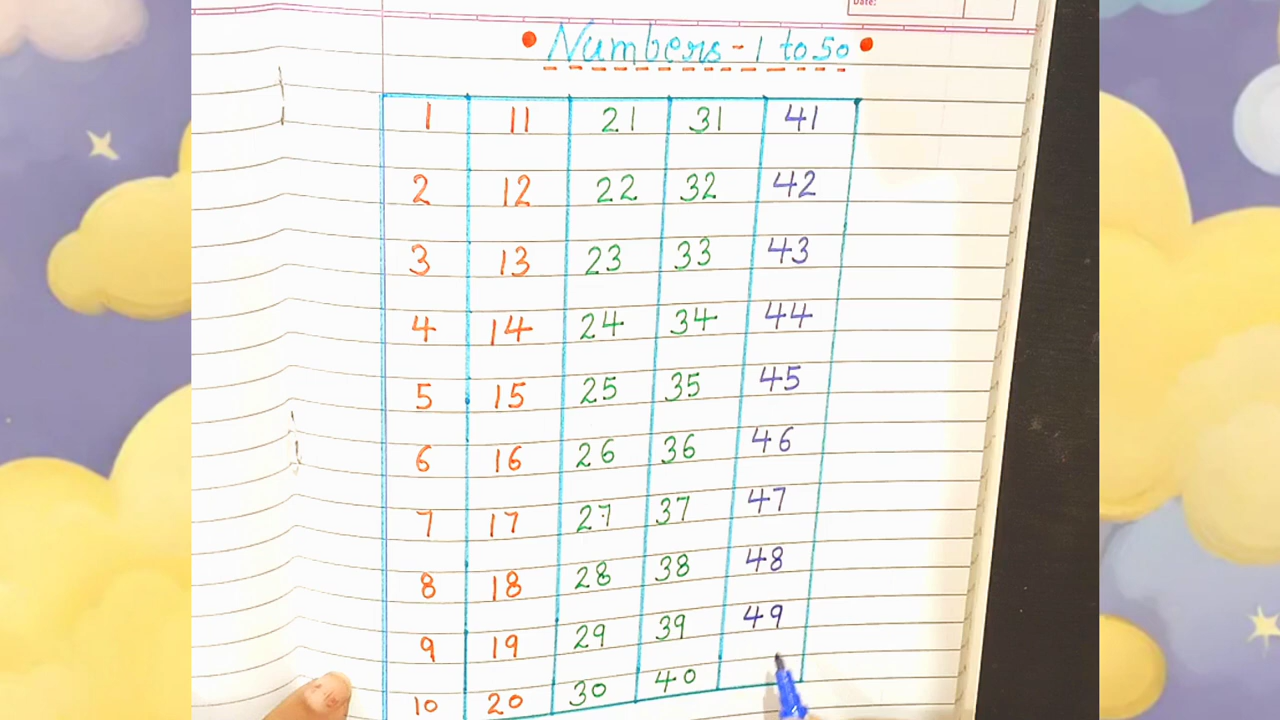 Date:
Numbers - 1 to 50
1 11 21 31 41
2 12 22 32 42
3 13 23 33 43
4 14 24 34 44
5 15 25 35 45
6 16 26 36 46
7 17 27 37 47
8 18 28 38 48
9 19 29 39 49
10 20 30 40